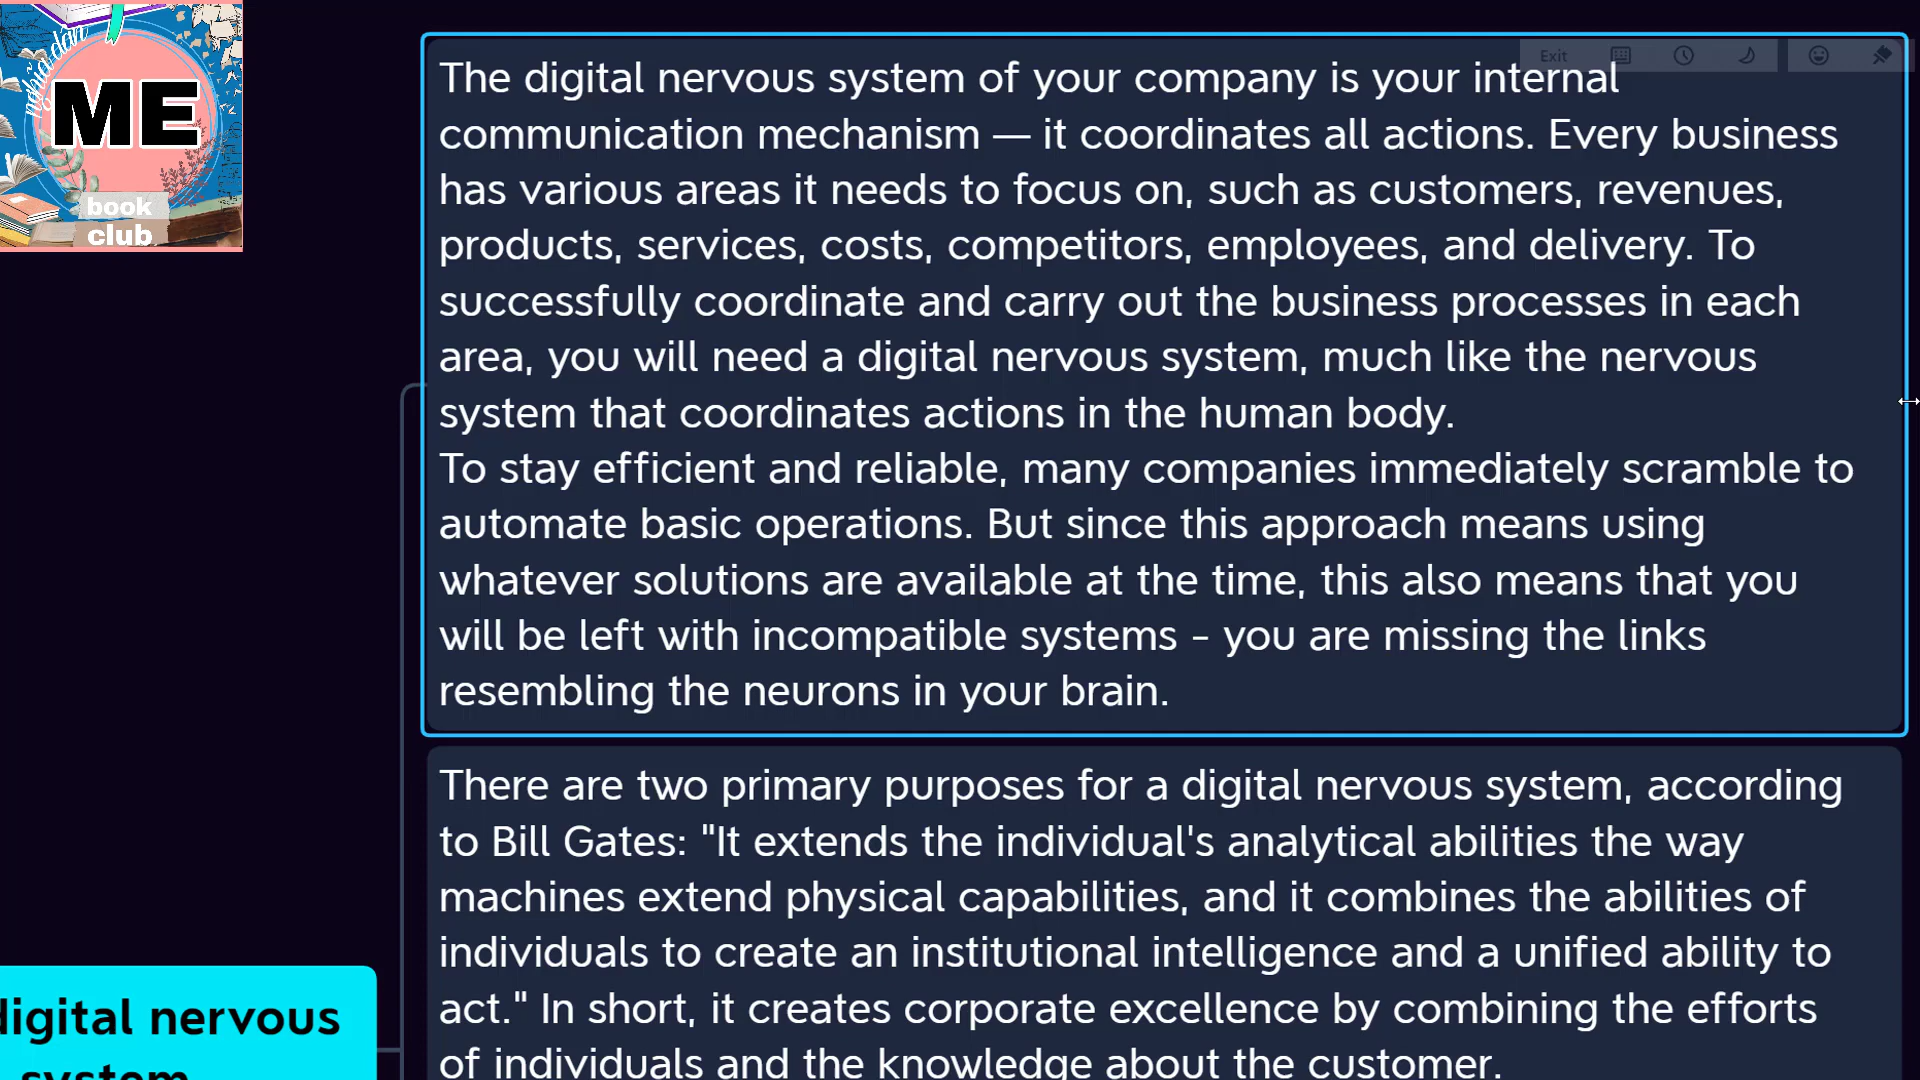 nghĩa dân
ME
book
club
Exit
The digital nervous system of your company is your internal
communication mechanism — it coordinates all actions. Every business
has various areas it needs to focus on, such as customers, revenues,
products, services, costs, competitors, employees, and delivery. To
successfully coordinate and carry out the business processes in each
area, you will need a digital nervous system, much like the nervous
system that coordinates actions in the human body.
To stay efficient and reliable, many companies immediately scramble to
automate basic operations. But since this approach means using
whatever solutions are available at the time, this also means that you
will be left with incompatible systems - you are missing the links
resembling the neurons in your brain.
There are two primary purposes for a digital nervous system, according
to Bill Gates: "It extends the individual's analytical abilities the way
machines extend physical capabilities, and it combines the abilities of
individuals to create an institutional intelligence and a unified ability to
act." In short, it creates corporate excellence by combining the efforts
of individuals and the knowledge about the customer.
digital nervous
system